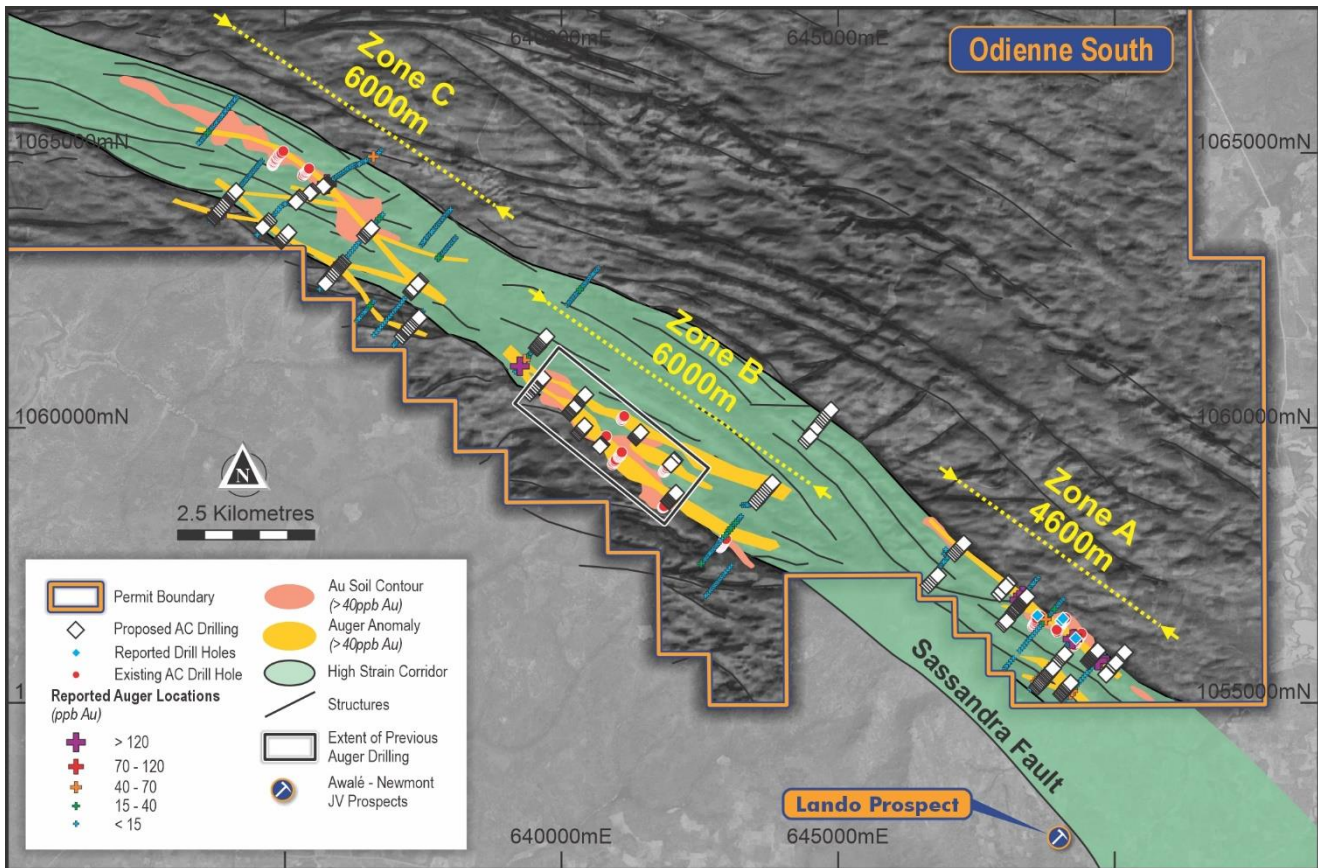 640000mE
645000mE
Odienne South
Zone C
6000m
1065000mN
1065000mN
Zone B
6000m
1060000mN
1060000mN
Zone A
4600m
N
2.5 Kilometres
Permit Boundary
Proposed AC Drilling
Reported Drill Holes
Existing AC Drill Hole
Reported Auger Locations
(ppb Au)
> 120
70 - 120
40 - 70
15 - 40
< 15
Au Soil Contour
(>40ppb Au)
Auger Anomaly
(>40ppb Au)
High Strain Corridor
Structures
Extent of Previous
Auger Drilling
Awalé - Newmont
JV Prospects
1055000mN
Sassandra Fault
Lando Prospect
640000mE
645000mE